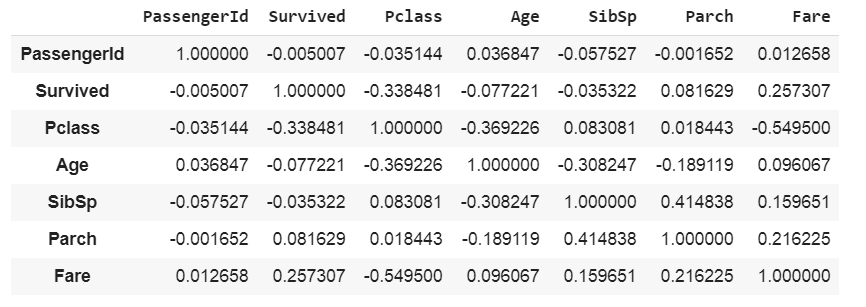 PassengerId Survived Pclass Age SibSp Parch Fare
PassengerId 1.000000 -0.005007 -0.035144 0.036847 -0.057527 -0.001652 0.012658
Survived -0.005007 1.000000 -0.338481 -0.077221 -0.035322 0.081629 0.257307
Pclass -0.035144 -0.338481 1.000000 -0.369226 0.083081 0.018443 -0.549500
Age 0.036847 -0.077221 -0.369226 1.000000 -0.308247 -0.189119 0.096067
SibSp -0.057527 -0.035322 0.083081 -0.308247 1.000000 0.414838 0.159651
Parch -0.001652 0.081629 0.018443 -0.189119 0.414838 1.000000 0.216225
Fare 0.012658 0.257307 -0.549500 0.096067 0.159651 0.216225 1.000000